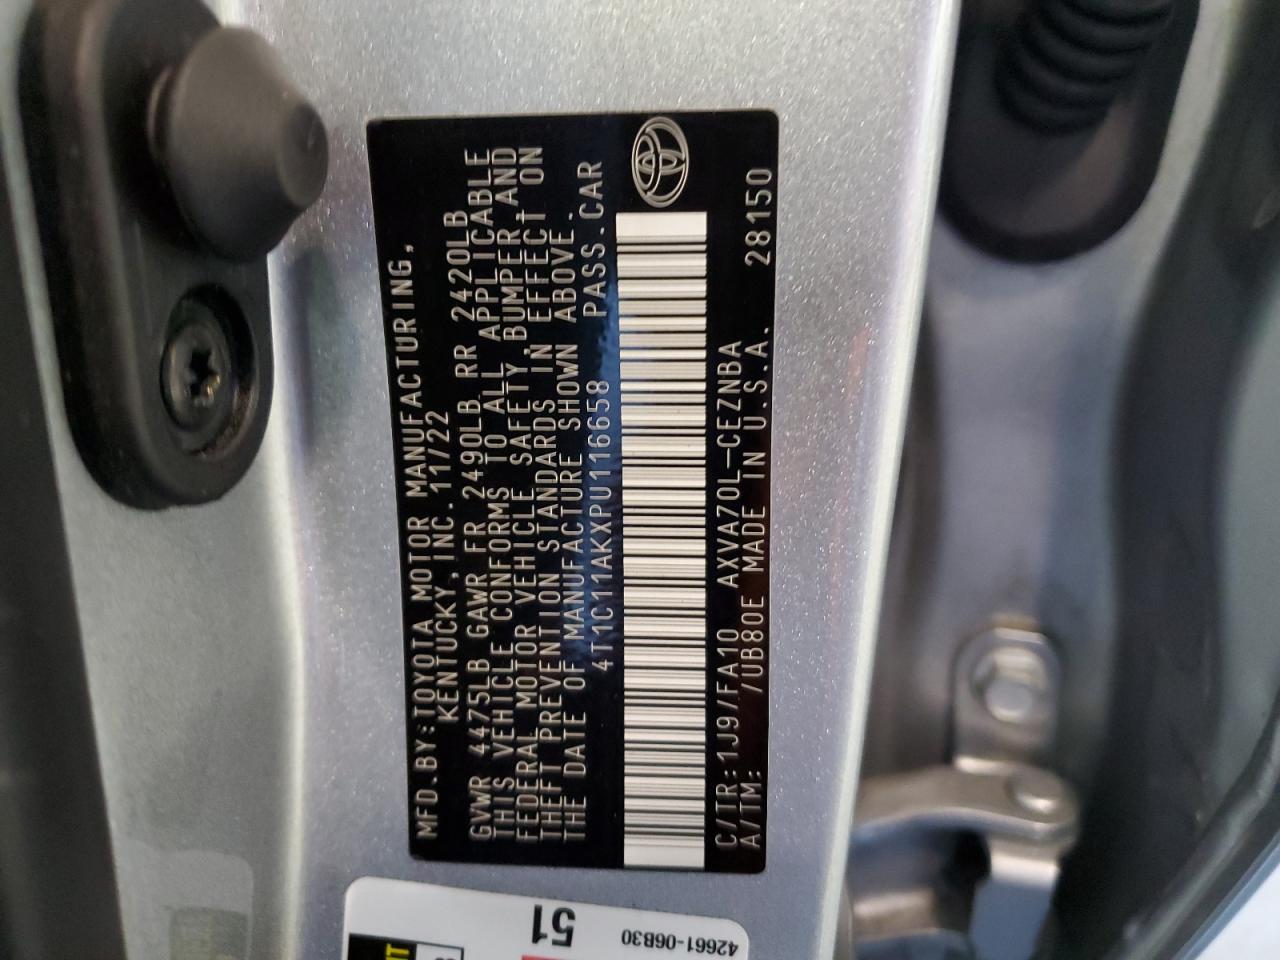 MFD. BY: TOYOTA MOTOR MANUFACTURING,
KENTUCKY, INC. 11/22
GVWR 4475LB GAWR FR 2490LB RR 2420LB
THIS VEHICLE CONFORMS TO ALL APPLICABLE
FEDERAL MOTOR VEHICLE SAFETY, BUMPER, AND
THEFT PREVENTION STANDARDS IN EFFECT ON
THE DATE OF MANUFACTURE SHOWN ABOVE.
4T1C11AKXPU116658 PASS. CAR
C/TR: 1J9/FA10 AXVA70L-CEZNBA
A/TM: /UB80E MADE IN U.S.A. 28150
51
42661-06B30